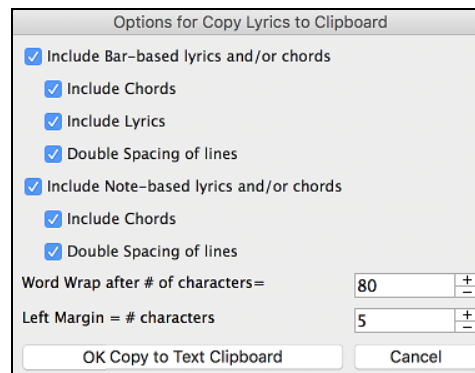 Options for Copy Lyrics to Clipboard
Include Bar-based lyrics and/or chords
Include Chords
Include Lyrics
Double Spacing of lines
Include Note-based lyrics and/or chords
Include Chords
Double Spacing of lines
Word Wrap after # of characters= 80 + −
Left Margin = # characters 5 + −
OK Copy to Text Clipboard Cancel